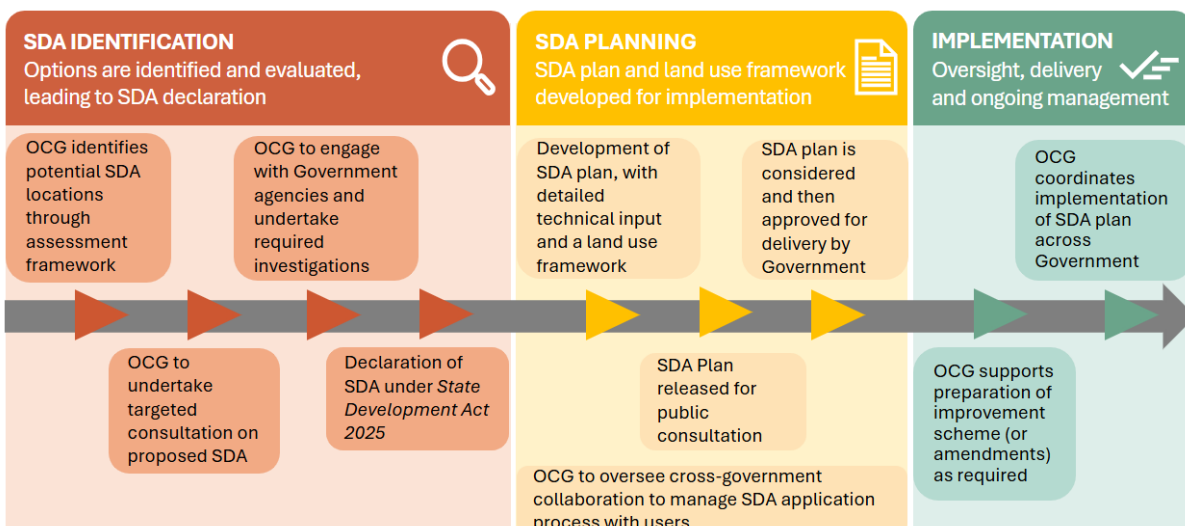 SDA IDENTIFICATION
Options are identified and evaluated,
leading to SDA declaration
SDA PLANNING
SDA plan and land use framework
developed for implementation
IMPLEMENTATION
Oversight, delivery
and ongoing management
OCG identifies
potential SDA
locations
through
assessment
framework
OCG to engage
with Government
agencies and
undertake
required
investigations
Development of
SDA plan, with
detailed
technical input
and a land use
framework
SDA plan is
considered
and then
approved for
delivery by
Government
OCG
coordinates
implementation
of SDA plan
across
Government
OCG to
undertake
targeted
consultation on
proposed SDA
Declaration of
SDA under State
Development Act
2025
SDA Plan
released for
public
consultation
OCG supports
preparation of
improvement
scheme (or
amendments)
as required
OCG to oversee cross-government
collaboration to manage SDA application
process with users